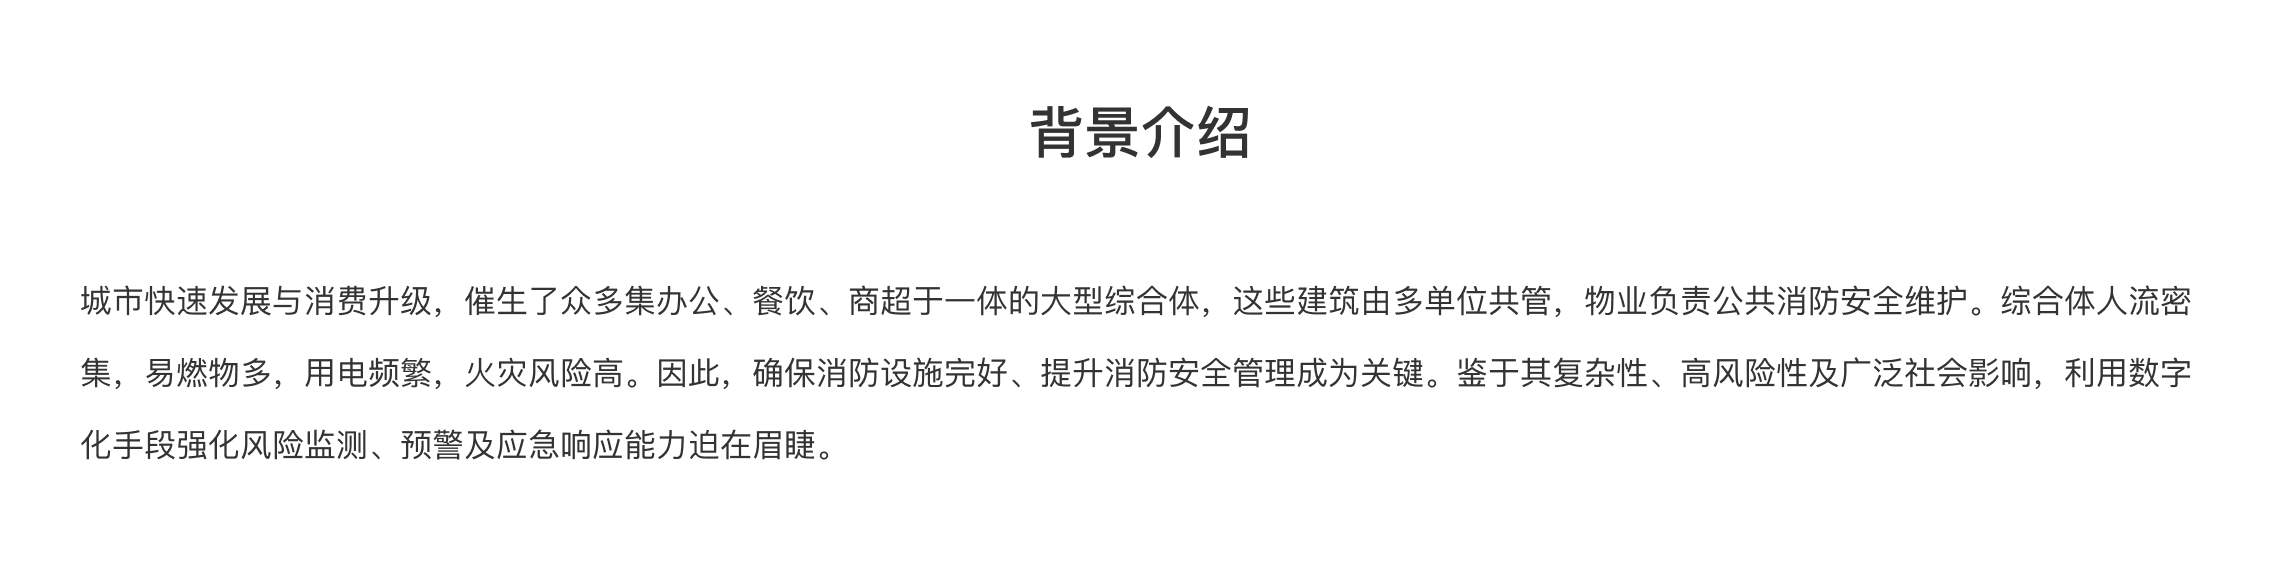 背景介绍
城市快速发展与消费升级，催生了众多集办公、餐饮、商超于一体的大型综合体，这些建筑由多单位共管，物业负责公共消防安全维护。综合体人流密
集，易燃物多，用电频繁，火灾风险高。因此，确保消防设施完好、提升消防安全管理成为关键。鉴于其复杂性、高风险性及广泛社会影响，利用数字
化手段强化风险监测、预警及应急响应能力迫在眉睫。